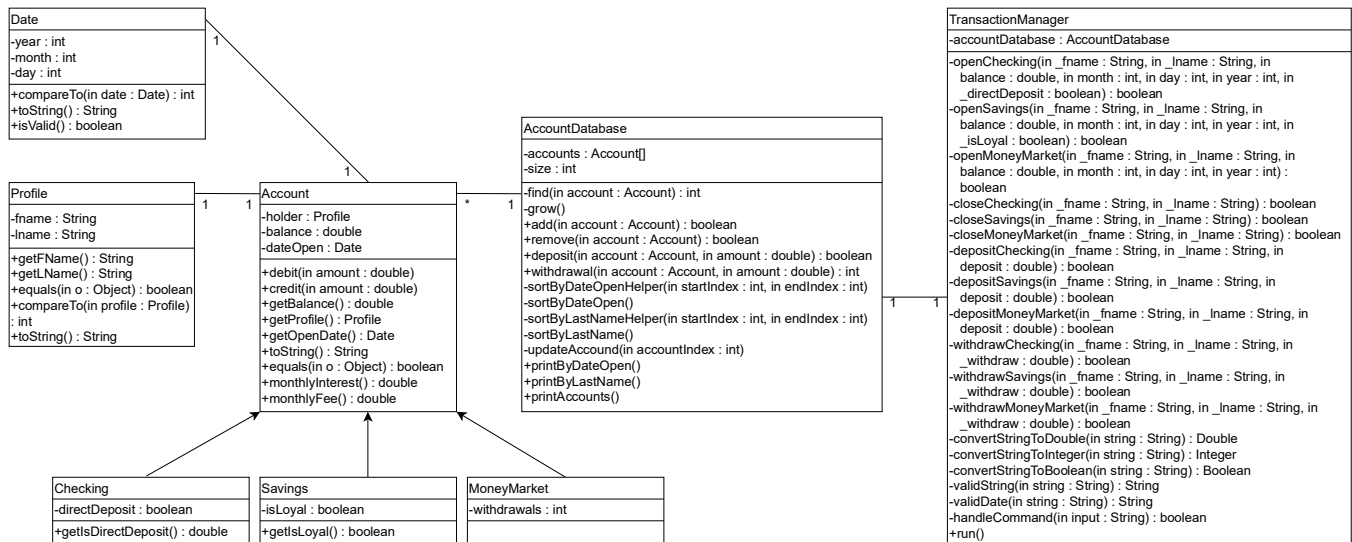 Date
-year : int
-month : int
-day : int
+compareTo(in date : Date) : int
+toString() : String
+isValid() : boolean
1
1
Profile
-fname : String
-lname : String
+getFName() : String
+getLName() : String
+equals(in o : Object) : boolean
+compareTo(in profile : Profile)
: int
+toString() : String
1
1
Account
-holder : Profile
-balance : double
-dateOpen : Date
+debit(in amount : double)
+credit(in amount : double)
+getBalance() : double
+getProfile() : Profile
+getOpenDate() : Date
+toString() : String
+equals(in o : Object) : boolean
+monthlyInterest() : double
+monthlyFee() : double
*
1
Checking
-directDeposit : boolean
+getIsDirectDeposit() : double
Savings
-isLoyal : boolean
+getIsLoyal() : boolean
MoneyMarket
-withdrawals : int
AccountDatabase
-accounts : Account[]
-size : int
-find(in account : Account) : int
-grow()
+add(in account : Account) : boolean
+remove(in account : Account) : boolean
+deposit(in account : Account, in amount : double) : boolean
+withdrawal(in account : Account, in amount : double) : int
-sortByDateOpenHelper(in startIndex : int, in endIndex : int)
-sortByDateOpen()
-sortByLastNameHelper(in startIndex : int, in endIndex : int)
-sortByLastName()
-updateAccound(in accountIndex : int)
+printByDateOpen()
+printByLastName()
+printAccounts()
1
1
TransactionManager
-accountDatabase : AccountDatabase
-openChecking(in _fname : String, in _lname : String, in
balance : double, in month : int, in day : int, in year : int, in
_directDeposit : boolean) : boolean
-openSavings(in _fname : String, in _lname : String, in
balance : double, in month : int, in day : int, in year : int, in
_isLoyal : boolean) : boolean
-openMoneyMarket(in _fname : String, in _lname : String, in
balance : double, in month : int, in day : int, in year : int) :
boolean
-closeChecking(in _fname : String, in _lname : String) : boolean
-closeSavings(in _fname : String, in _lname : String) : boolean
-closeMoneyMarket(in _fname : String, in _lname : String) : boolean
-depositChecking(in _fname : String, in _lname : String, in
deposit : double) : boolean
-depositSavings(in _fname : String, in _lname : String, in
deposit : double) : boolean
-depositMoneyMarket(in _fname : String, in _lname : String, in
deposit : double) : boolean
-withdrawChecking(in _fname : String, in _lname : String, in
_withdraw : double) : boolean
-withdrawSavings(in _fname : String, in _lname : String, in
_withdraw : double) : boolean
-withdrawMoneyMarket(in _fname : String, in _lname : String, in
_withdraw : double) : boolean
-convertStringToDouble(in string : String) : Double
-convertStringToInteger(in string : String) : Integer
-convertStringToBoolean(in string : String) : Boolean
-validString(in string : String) : String
-validDate(in string : String) : String
-handleCommand(in input : String) : boolean
+run()